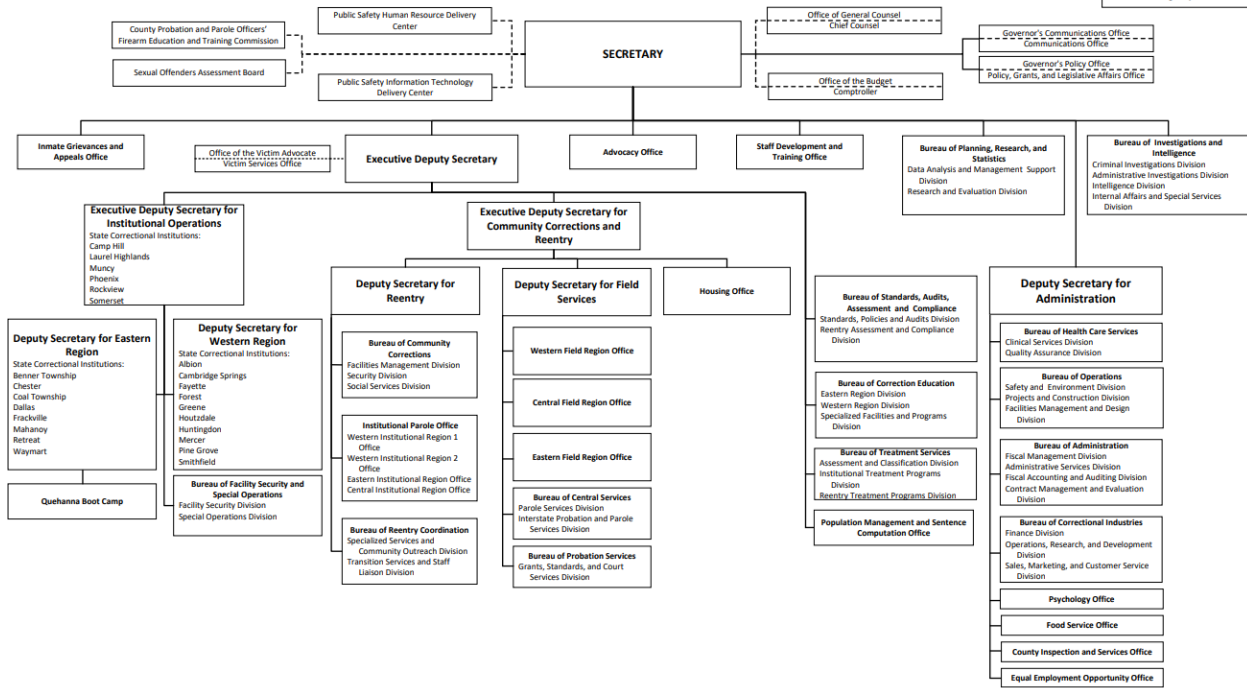 Public Safety Human Resource Delivery
Center
County Probation and Parole Officers'
Firearm Education and Training Commission
Sexual Offenders Assessment Board
Public Safety Information Technology
Delivery Center
SECRETARY
Office of General Counsel
Chief Counsel
Office of the Budget
Comptroller
Governor's Communications Office
Communications Office
Governor's Policy Office
Policy, Grants, and Legislative Affairs Office
Inmate Grievances and
Appeals Office
Office of the Victim Advocate
Victim Services Office
Executive Deputy Secretary
Advocacy Office
Staff Development and
Training Office
Bureau of Planning, Research, and
Statistics
Data Analysis and Management Support
Division
Research and Evaluation Division
Bureau of Investigations and
Intelligence
Criminal Investigations Division
Administrative Investigations Division
Intelligence Division
Internal Affairs and Special Services
Division
Executive Deputy Secretary for
Institutional Operations
State Correctional Institutions:
Camp Hill
Laurel Highlands
Muncy
Phoenix
Rockview
Somerset
Deputy Secretary for Eastern
Region
State Correctional Institutions:
Benner Township
Chester
Coal Township
Dallas
Frackville
Mahanoy
Retreat
Waymart
Quehanna Boot Camp
Deputy Secretary for
Western Region
State Correctional Institutions:
Albion
Cambridge Springs
Fayette
Forest
Greene
Houtzdale
Huntingdon
Mercer
Pine Grove
Smithfield
Bureau of Facility Security and
Special Operations
Facility Security Division
Special Operations Division
Executive Deputy Secretary for
Community Corrections and
Reentry
Deputy Secretary for
Reentry
Bureau of Community
Corrections
Facilities Management Division
Security Division
Social Services Division
Institutional Parole Office
Western Institutional Region 1
Office
Western Institutional Region 2
Office
Eastern Institutional Region Office
Central Institutional Region Office
Bureau of Reentry Coordination
Specialized Services and
Community Outreach Division
Transition Services and Staff
Liaison Division
Deputy Secretary for Field
Services
Western Field Region Office
Central Field Region Office
Eastern Field Region Office
Bureau of Central Services
Parole Services Division
Interstate Probation and Parole
Services Division
Bureau of Probation Services
Grants, Standards, and Court
Services Division
Housing Office
Bureau of Standards, Audits,
Assessment and Compliance
Standards, Policies and Audits Division
Reentry Assessment and Compliance
Division
Bureau of Correction Education
Eastern Region Division
Western Region Division
Specialized Facilities and Programs
Division
Bureau of Treatment Services
Assessment and Classification Division
Institutional Treatment Programs
Division
Reentry Treatment Programs Division
Population Management and Sentence
Computation Office
Deputy Secretary for
Administration
Bureau of Health Care Services
Clinical Services Division
Quality Assurance Division
Bureau of Operations
Safety and Environment Division
Projects and Construction Division
Facilities Management and Design
Division
Bureau of Administration
Fiscal Management Division
Administrative Services Division
Fiscal Accounting and Auditing Division
Contract Management and Evaluation
Division
Bureau of Correctional Industries
Finance Division
Operations, Research, and Development
Division
Sales, Marketing, and Customer Service
Division
Psychology Office
Food Service Office
County Inspection and Services Office
Equal Employment Opportunity Office